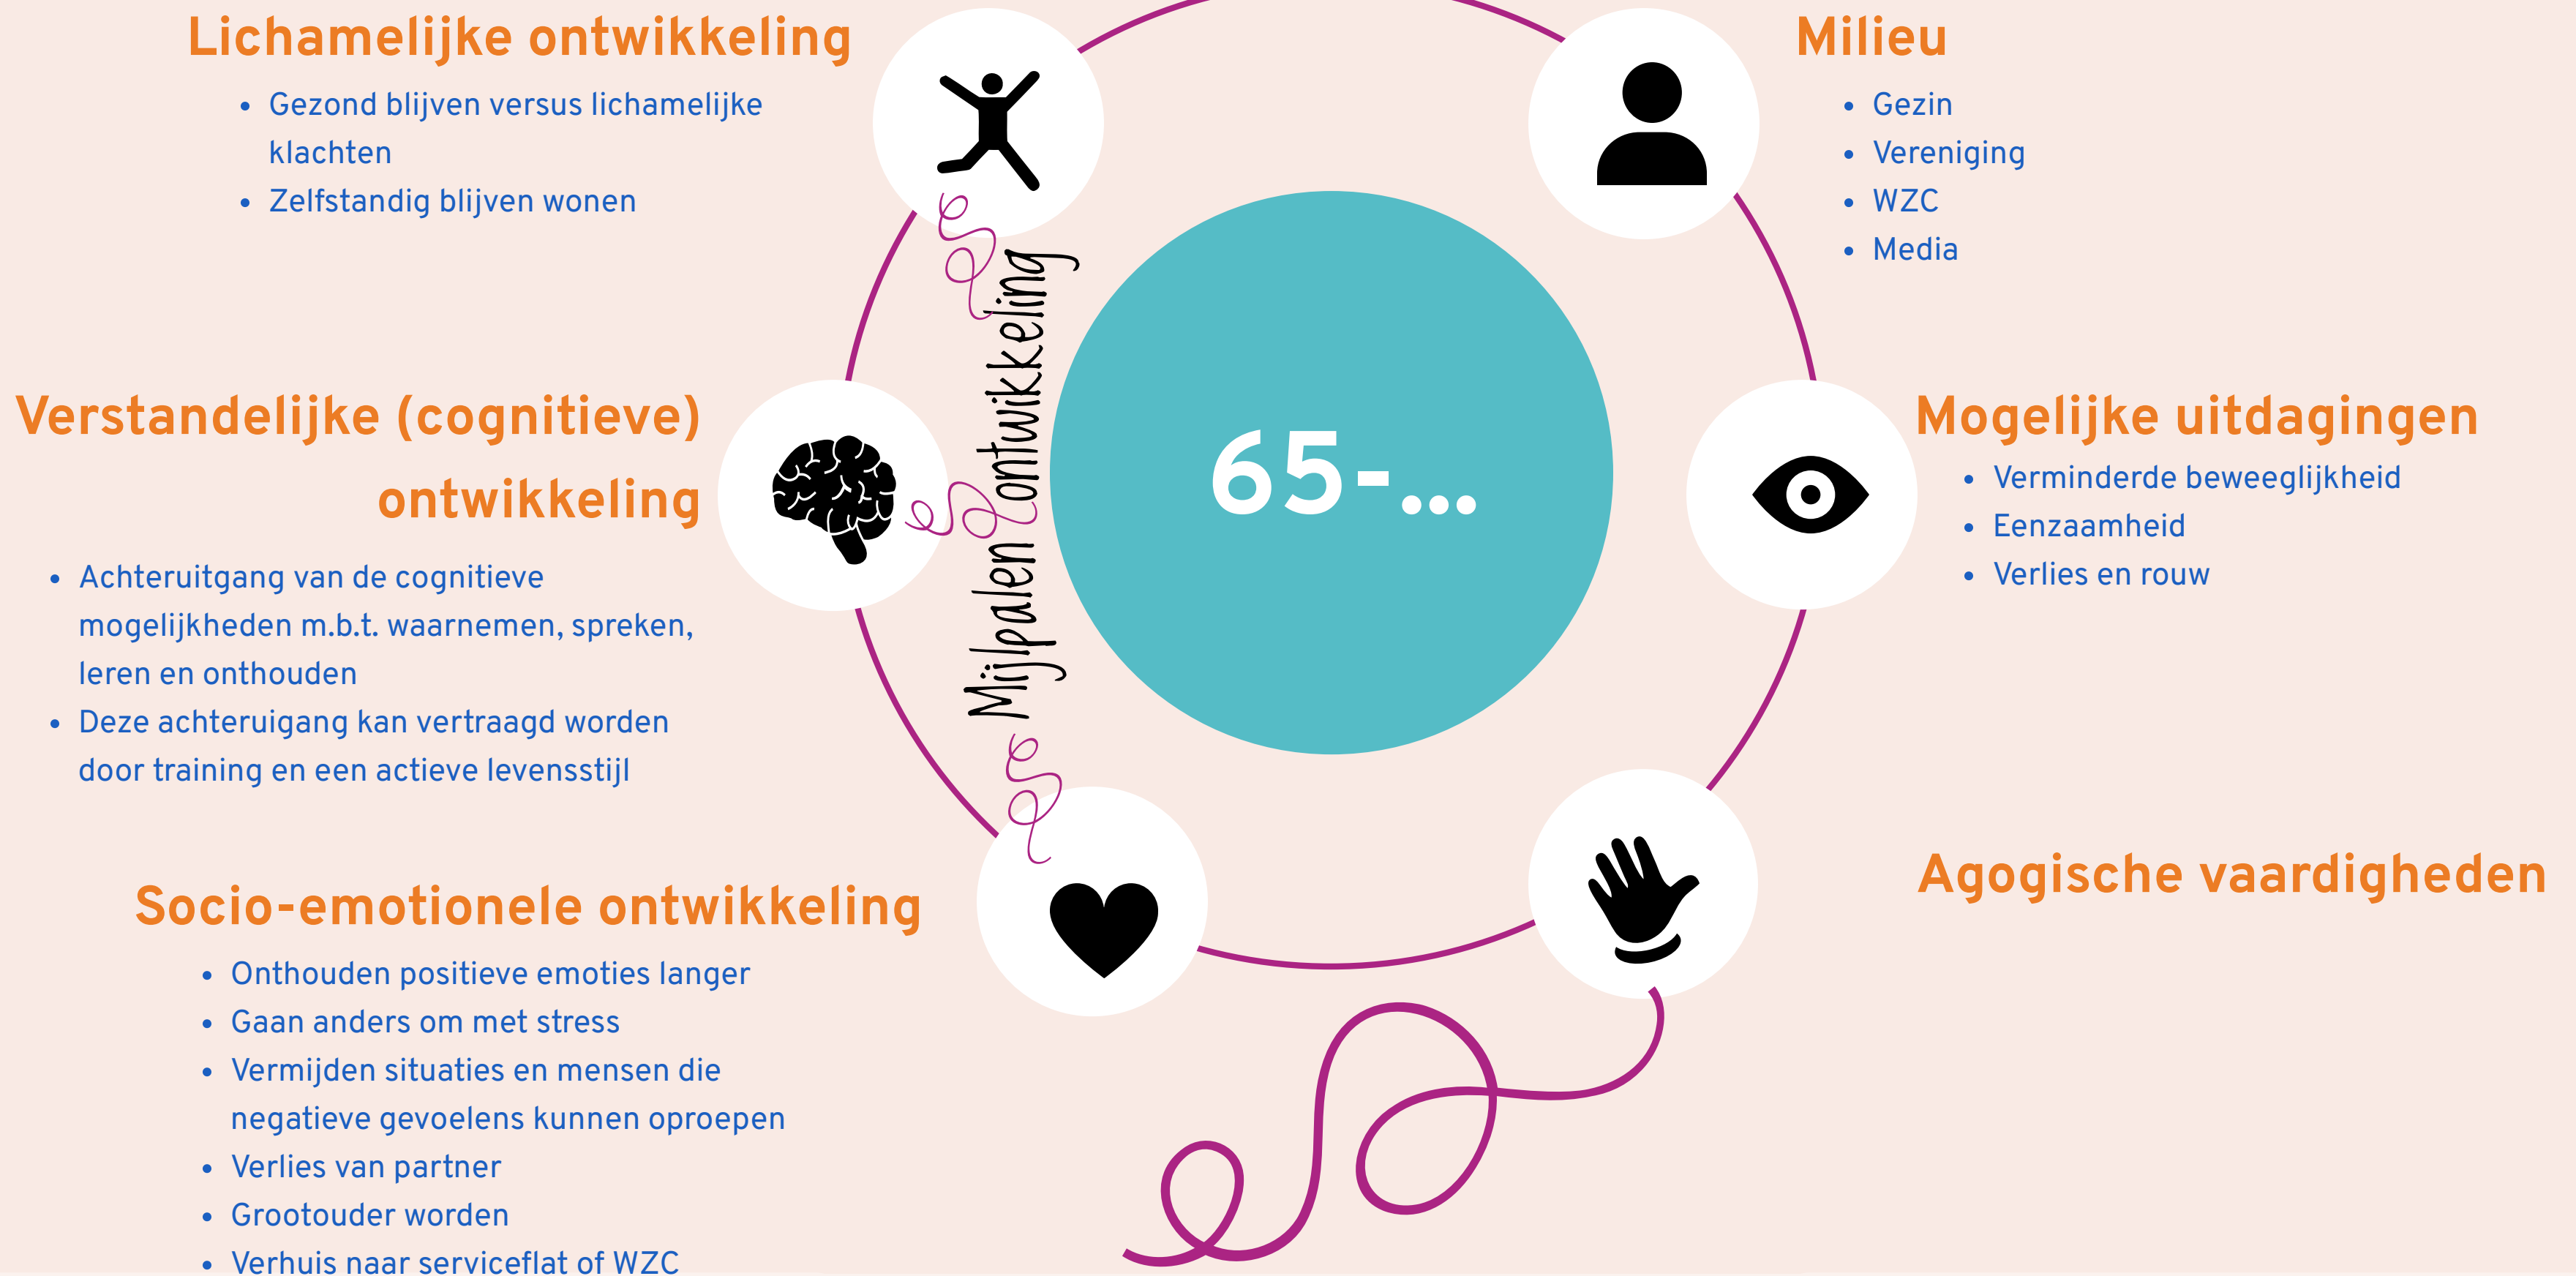 Lichamelijke ontwikkeling
• Gezond blijven versus lichamelijke
klachten
• Zelfstandig blijven wonen
Verstandelijke (cognitieve)
ontwikkeling
• Achteruitgang van de cognitieve
mogelijkheden m.b.t. waarnemen, spreken,
leren en onthouden
• Deze achteruigang kan vertraagd worden
door training en een actieve levensstijl
Socio-emotionele ontwikkeling
• Onthouden positieve emoties langer
• Gaan anders om met stress
• Vermijden situaties en mensen die
negatieve gevoelens kunnen oproepen
• Verlies van partner
• Grootouder worden
• Verhuis naar serviceflat of WZC
Mijlpalen ontwikkeling
65-...
Milieu
• Gezin
• Vereniging
• WZC
• Media
Mogelijke uitdagingen
• Verminderde beweeglijkheid
• Eenzaamheid
• Verlies en rouw
Agogische vaardigheden